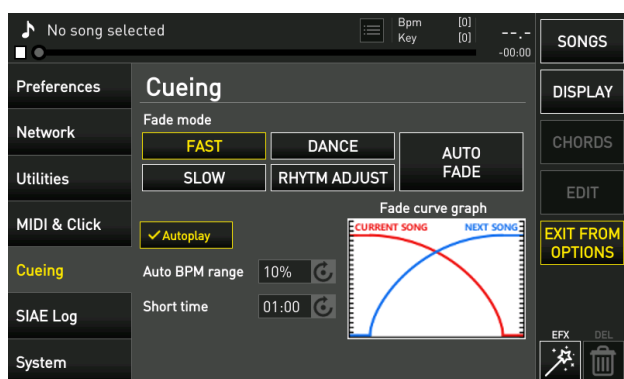 No song selected
Bpm [0]
Key [0]
--.-
-00:00
SONGS
Preferences
Cueing
DISPLAY
Network
Fade mode
FAST
DANCE
AUTO
FADE
CHORDS
Utilities
SLOW
RHYTM ADJUST
EDIT
MIDI & Click
Autoplay
Fade curve graph
CURRENT SONG
NEXT SONG
EXIT FROM
OPTIONS
Cueing
Auto BPM range
10%
SIAE Log
Short time
01:00
EFX
DEL
System